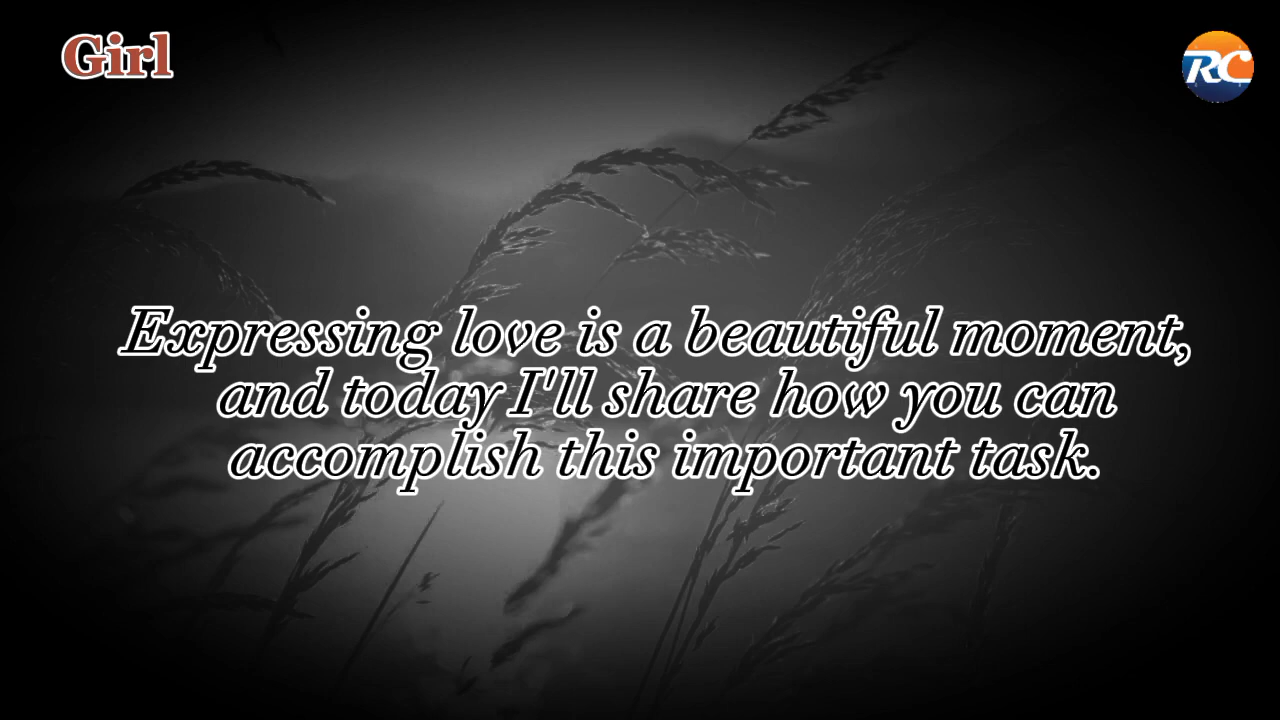 Girl
RC
Expressing love is a beautiful moment,
and today I'll share how you can
accomplish this important task.